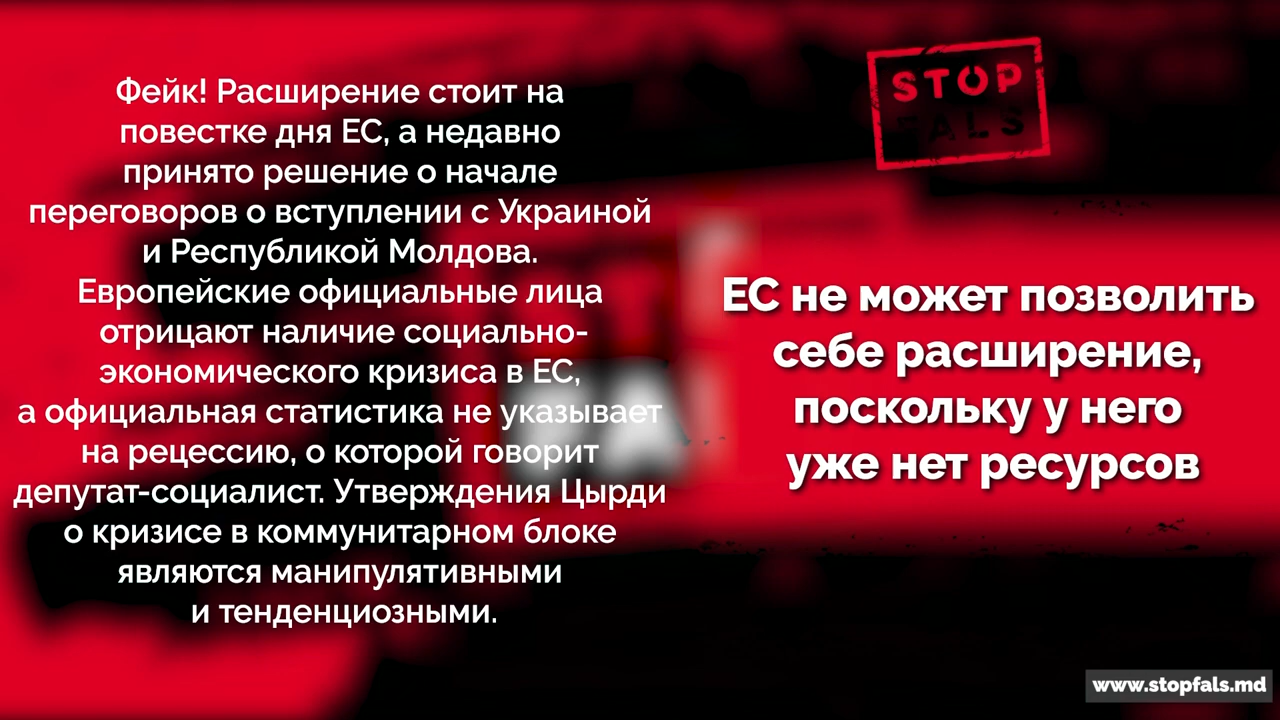 Фейк! Расширение стоит на
повестке дня ЕС, а недавно
принято решение о начале
переговоров о вступлении с Украиной
и Республикой Молдова.
Европейские официальные лица
отрицают наличие социально-
экономического кризиса в ЕС,
а официальная статистика не указывает
на рецессию, о которой говорит
депутат-социалист. Утверждения Цырди
о кризисе в коммунитарном блоке
являются манипулятивными
и тенденциозными.
STOP
FALS
ЕС не может позволить
себе расширение,
поскольку у него
уже нет ресурсов
www.stopfals.md